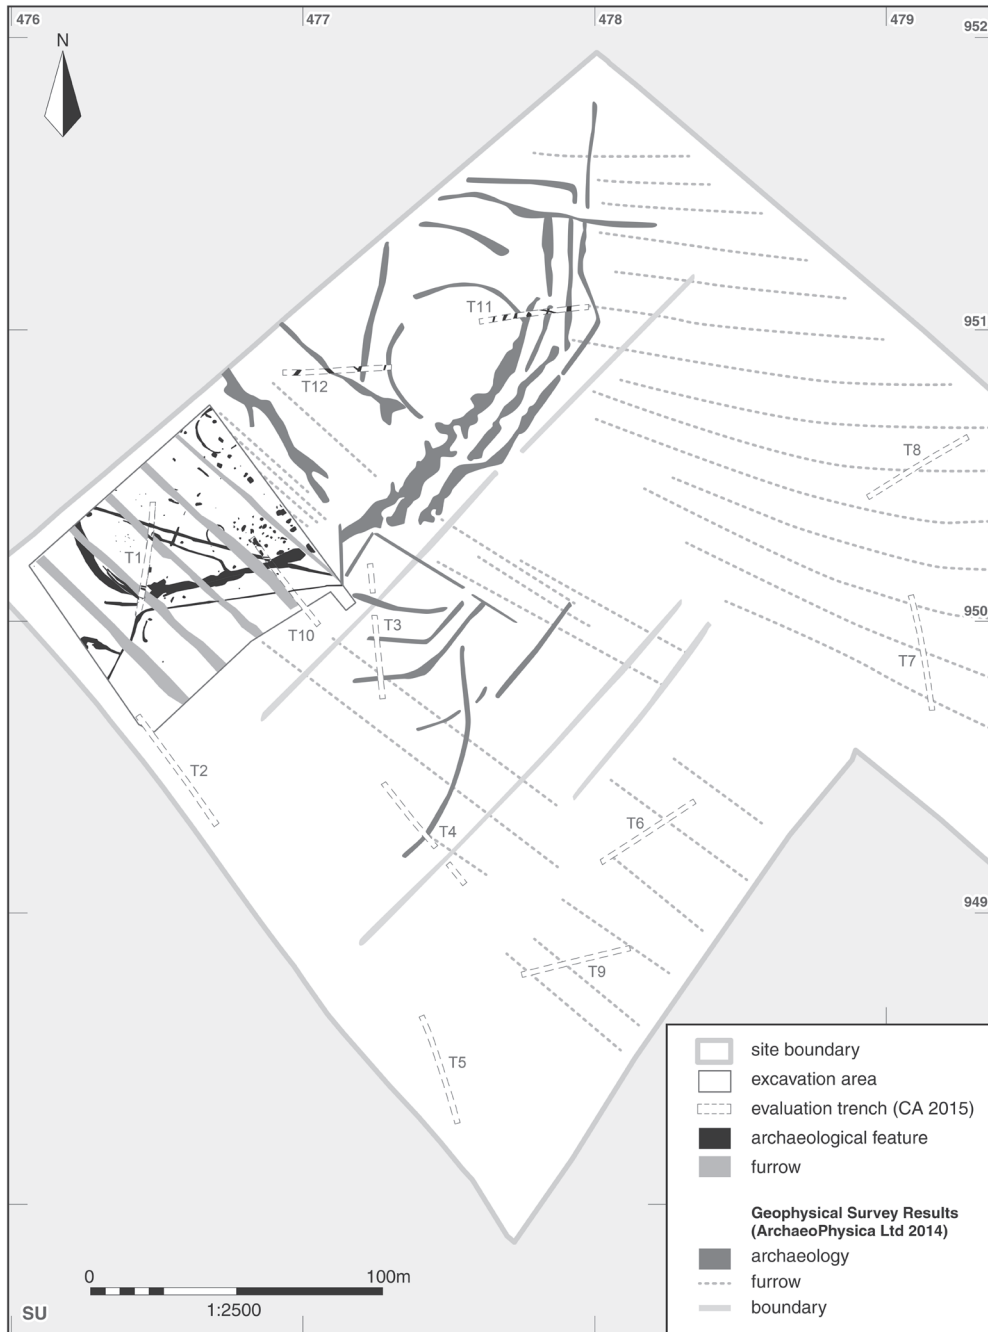 476 477 478 479
952
N
951
T11
T12
T8
T1
950
T10
T3
T7
T2
T6
T4
949
T9
T5
site boundary
excavation area
evaluation trench (CA 2015)
archaeological feature
furrow
Geophysical Survey Results
(ArchaeoPhysica Ltd 2014)
archaeology
furrow
boundary
0 100m
1:2500
SU